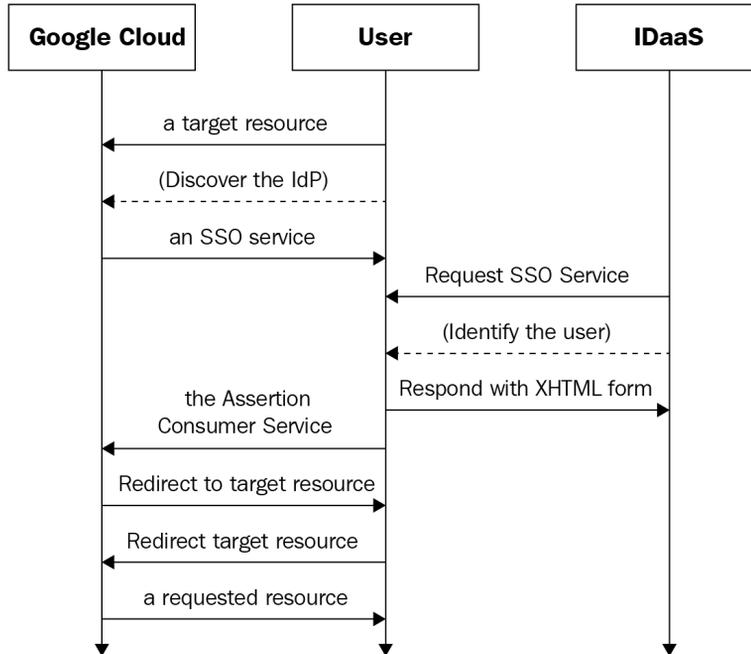 Google Cloud
User
IDaaS
a target resource
(Discover the IdP)
an SSO service
Request SSO Service
(Identify the user)
Respond with XHTML form
the Assertion
Consumer Service
Redirect to target resource
Redirect target resource
a requested resource